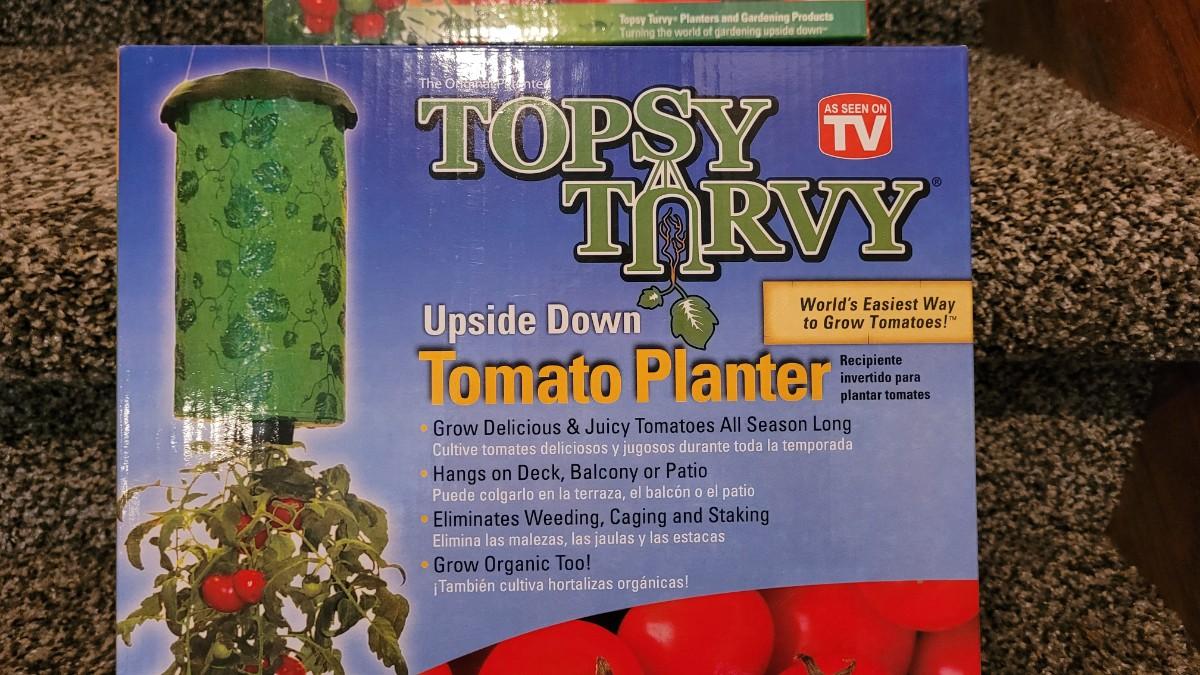 Topsy Turvy® Planters and Gardening Products
Turning the world of gardening upside down™
The Original Patented
TOPSY
TURVY®
AS SEEN ON
TV
World's Easiest Way
to Grow Tomatoes!™
Upside Down
Tomato Planter
Recipiente
invertido para
plantar tomates
• Grow Delicious & Juicy Tomatoes All Season Long
Cultive tomates deliciosos y jugosos durante toda la temporada
• Hangs on Deck, Balcony or Patio
Puede colgarlo en la terraza, el balcón o el patio
• Eliminates Weeding, Caging and Staking
Elimina las malezas, las jaulas y las estacas
• Grow Organic Too!
¡También cultiva hortalizas orgánicas!